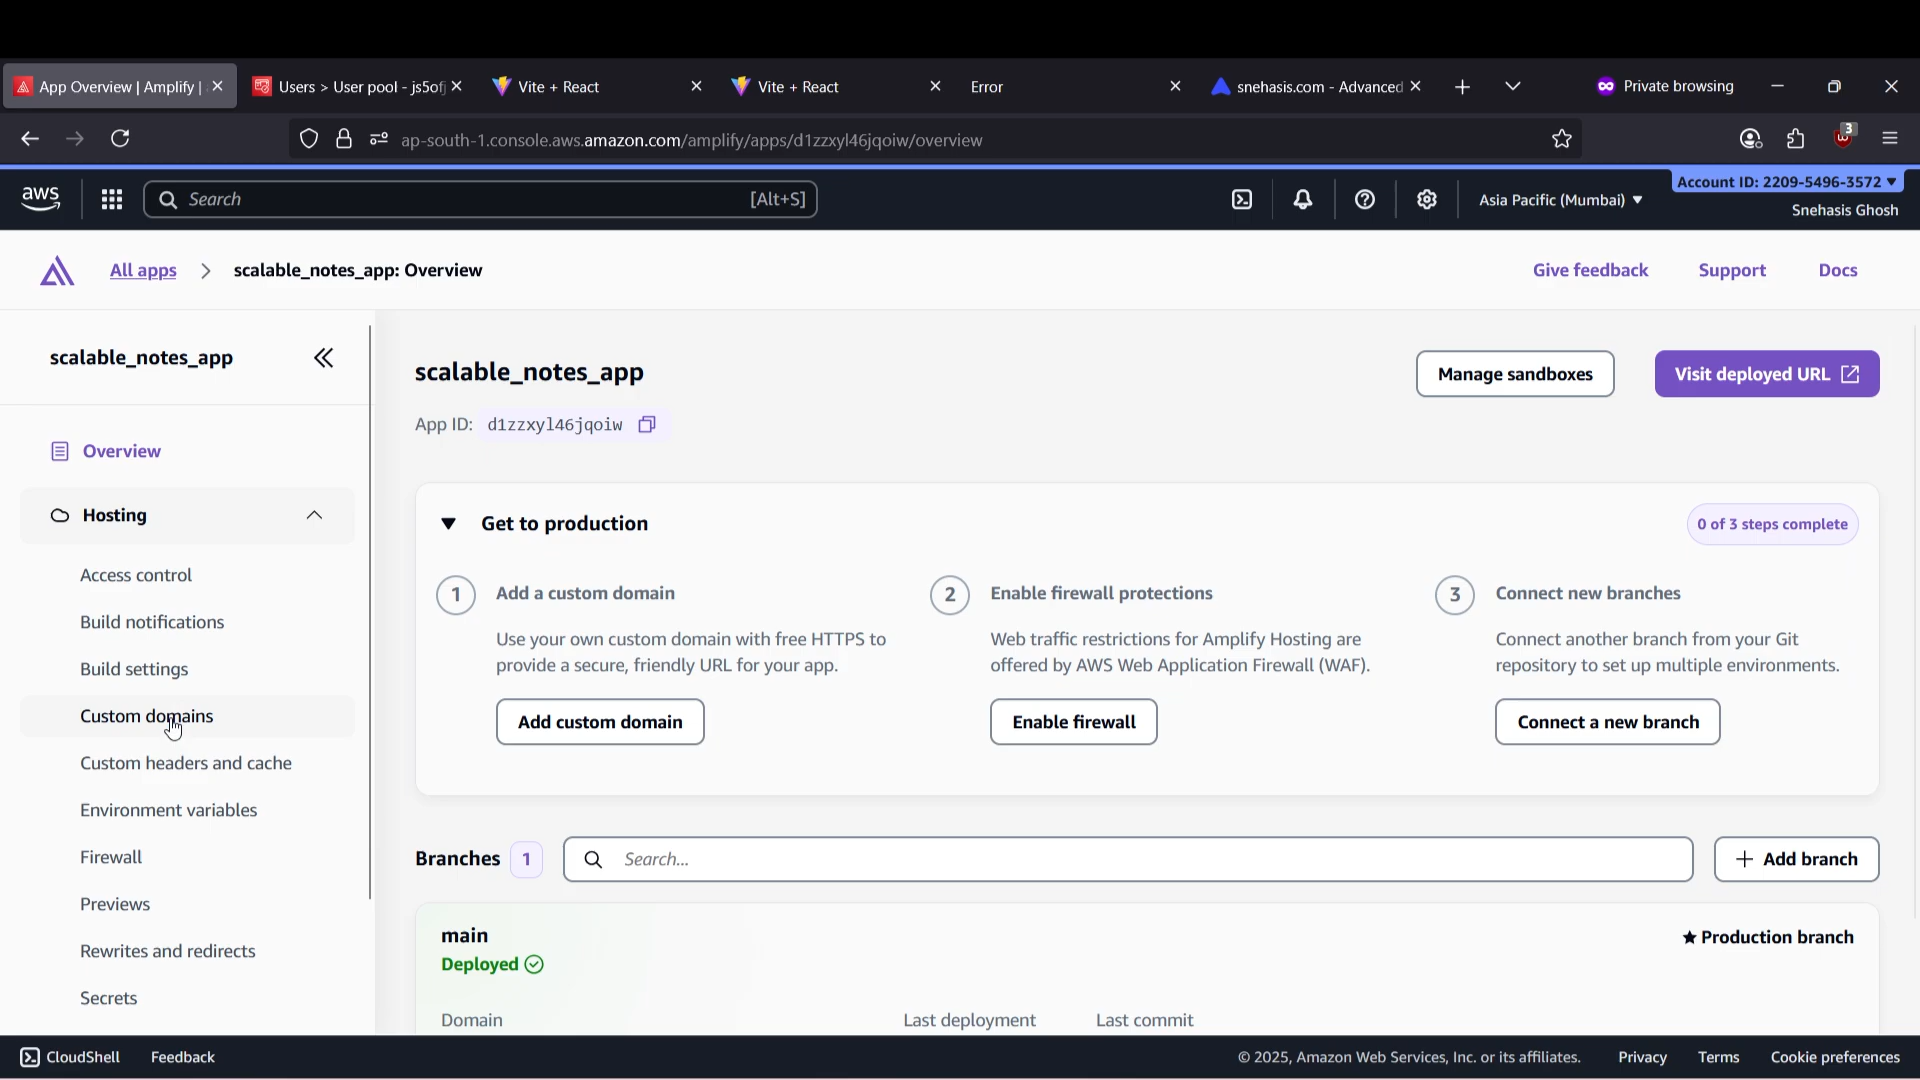 App Overview | Amplify |
Users > User pool - js5of
Vite + React
Vite + React
Error
snehasis.com - Advanced
Private browsing
ap-south-1.console.aws.amazon.com/amplify/apps/d1zzxyl46jqoiw/overview
3
aws
Search
[Alt+S]
Asia Pacific (Mumbai)
Account ID: 2209-5496-3572
Snehasis Ghosh
All apps
scalable_notes_app: Overview
Give feedback
Support
Docs
scalable_notes_app
Overview
Hosting
Access control
Build notifications
Build settings
Custom domains
Custom headers and cache
Environment variables
Firewall
Previews
Rewrites and redirects
Secrets
scalable_notes_app
Manage sandboxes
Visit deployed URL
App ID: d1zzxyl46jqoiw
Get to production
0 of 3 steps complete
1
Add a custom domain
Use your own custom domain with free HTTPS to
provide a secure, friendly URL for your app.
Add custom domain
2
Enable firewall protections
Web traffic restrictions for Amplify Hosting are
offered by AWS Web Application Firewall (WAF).
Enable firewall
3
Connect new branches
Connect another branch from your Git
repository to set up multiple environments.
Connect a new branch
Branches 1
Search...
Add branch
main
Deployed
Production branch
Domain
Last deployment
Last commit
CloudShell
Feedback
© 2025, Amazon Web Services, Inc. or its affiliates.
Privacy
Terms
Cookie preferences